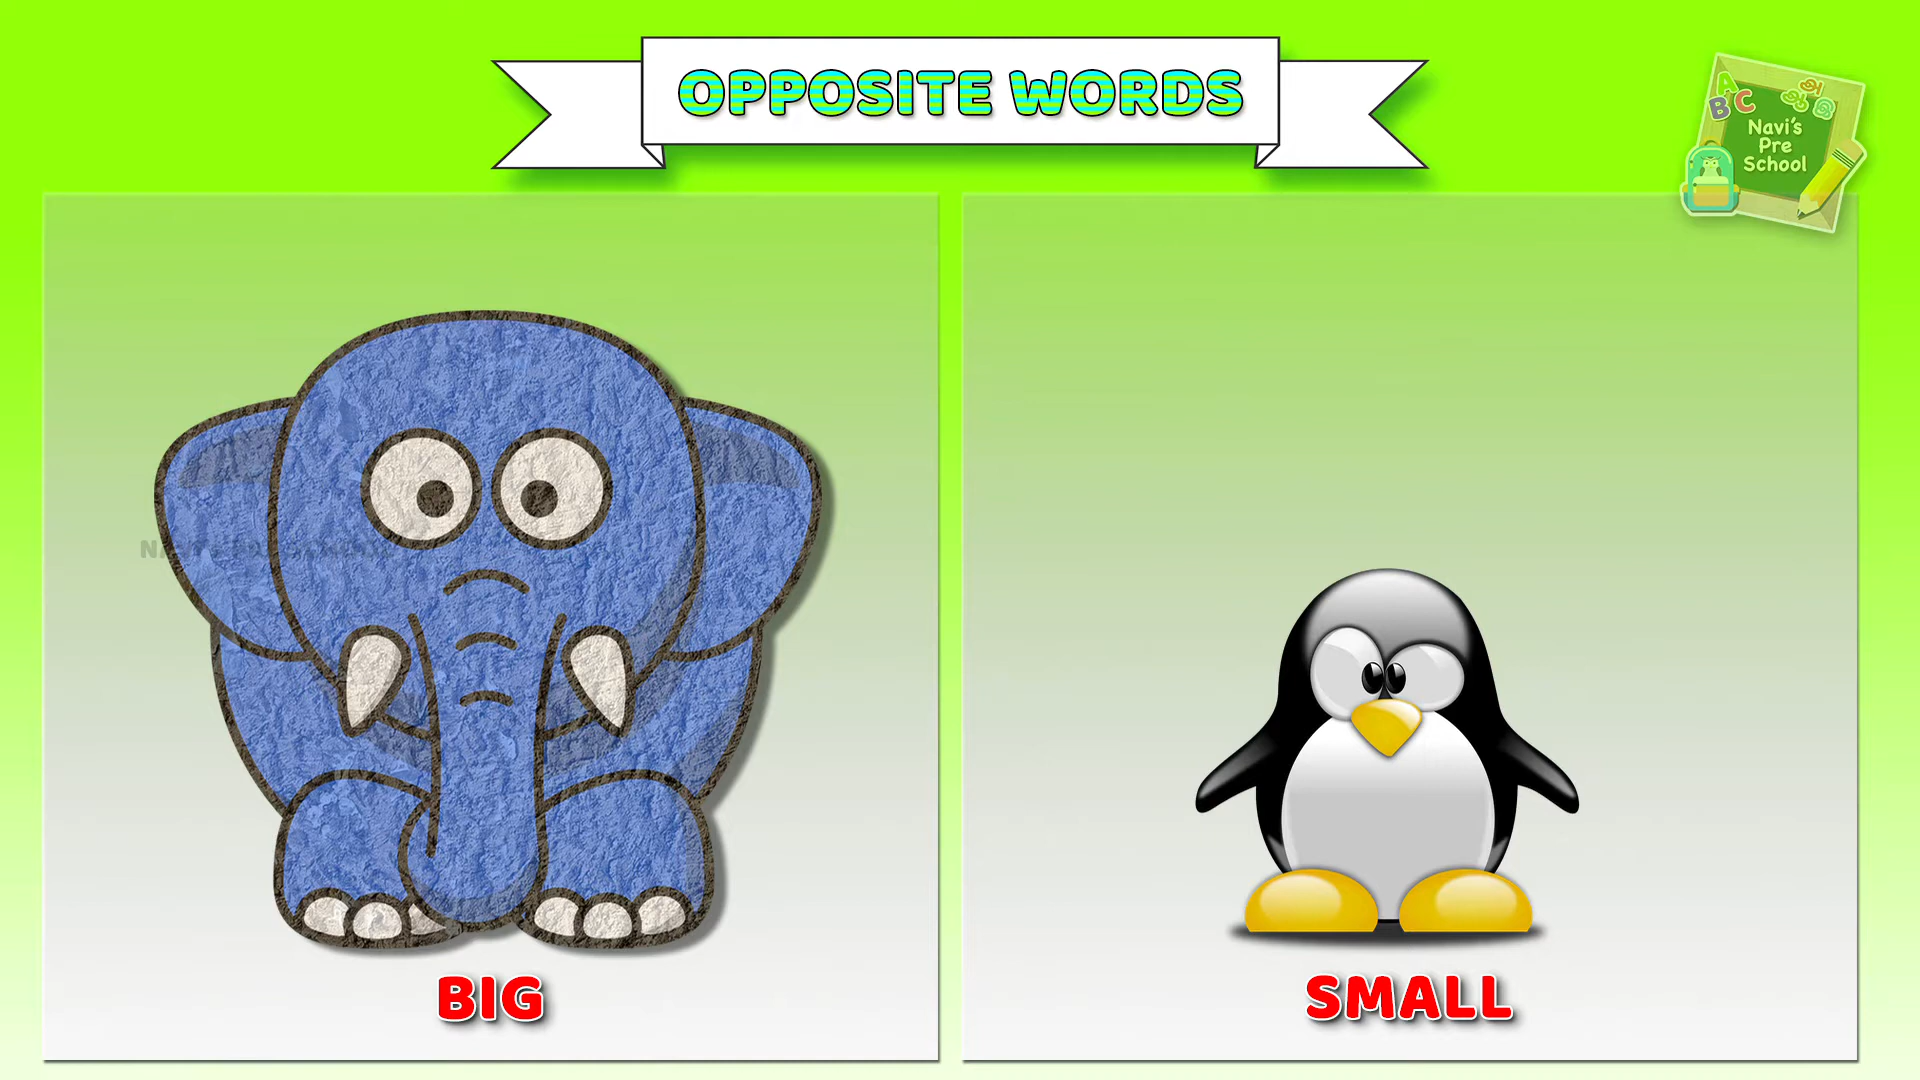 OPPOSITE WORDS
A B C
அ ஆ இ
Navi's
Pre
School
BIG
SMALL